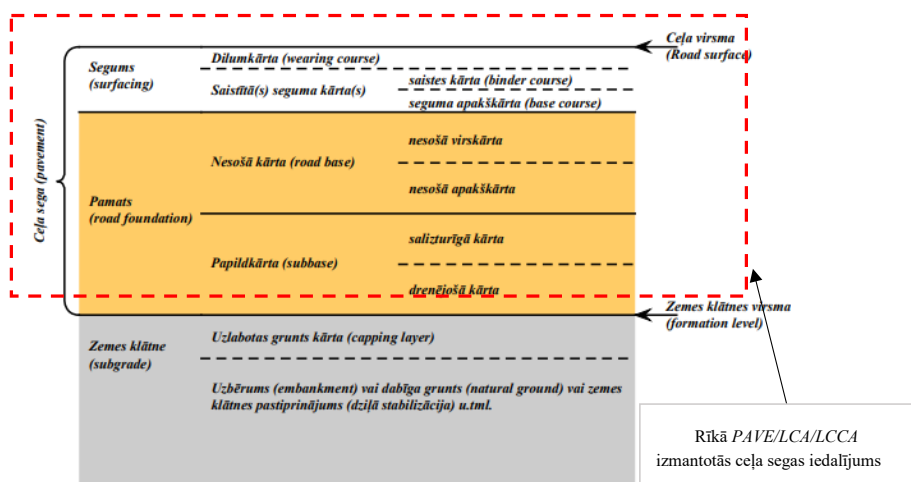 Ceļa virsma
(Road surface)
Segums
(surfacing)
Dilumkārta (wearing course)
Saistītā(s) seguma kārta(s)
saistes kārta (binder course)
seguma apakškārta (base course)
Ceļa sega (pavement)
Pamats
(road foundation)
Nesošā kārta (road base)
nesošā virskārta
nesošā apakškārta
Papildkārta (subbase)
salizturīgā kārta
drenējošā kārta
Zemes klātnes virsma
(formation level)
Zemes klātne
(subgrade)
Uzlabotas grunts kārta (capping layer)
Uzbērums (embankment) vai dabīga grunts (natural ground) vai zemes
klātnes pastiprinājums (dziļā stabilizācija) u.tml.
Rīkā PAVE/LCA/LCCA
izmantotās ceļa segas iedalījums